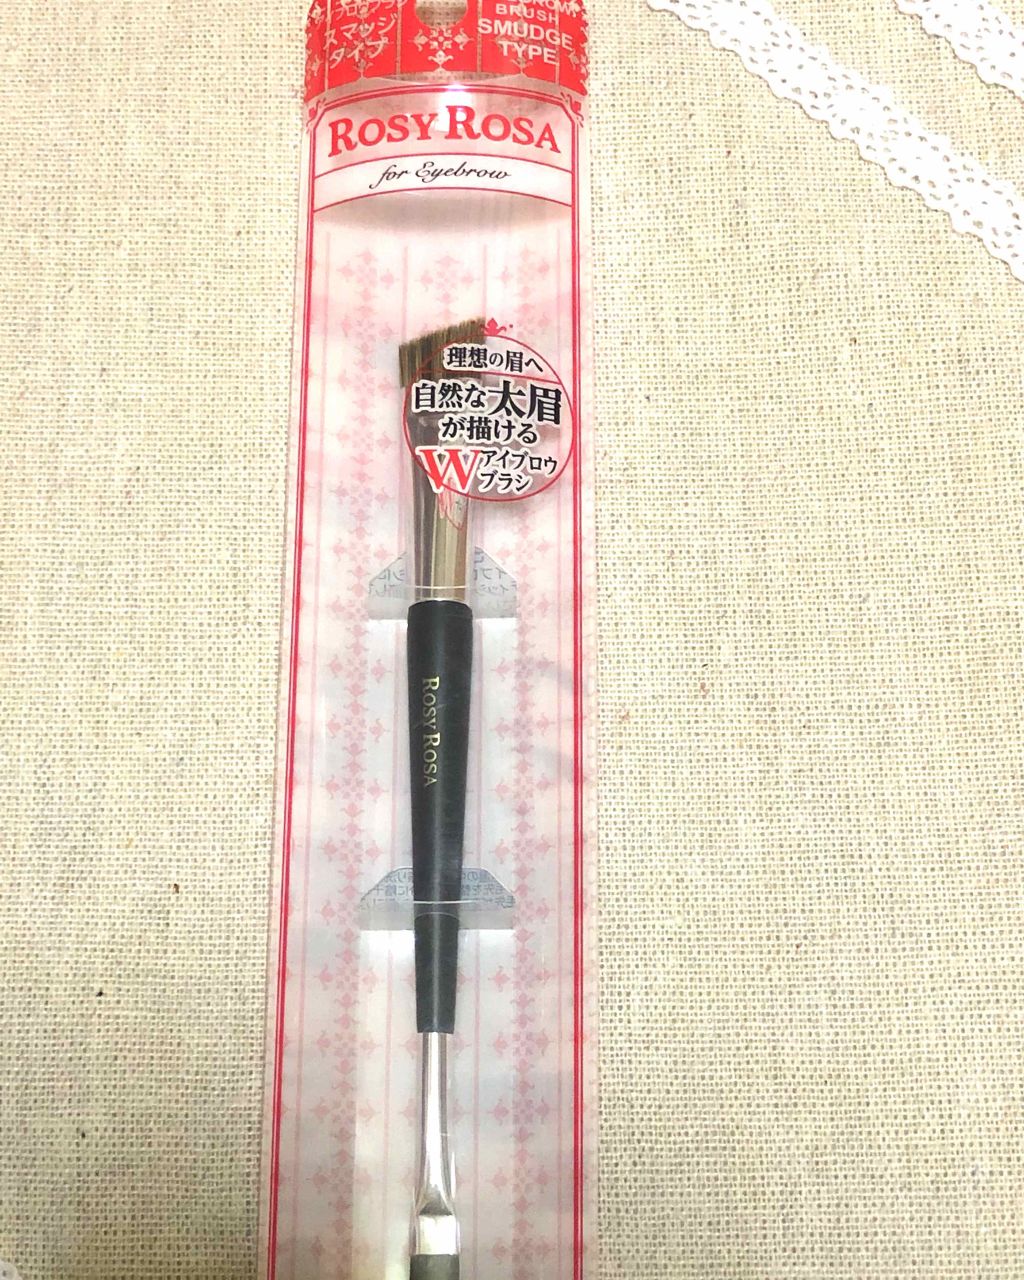 スマッジ
タイプ
BRUSH
SMUDGE
TYPE
ROSY ROSA
for Eyebrow
理想の眉へ
自然な太眉
が描ける
Wアイブロウ
ブラシ
ROSY ROSA